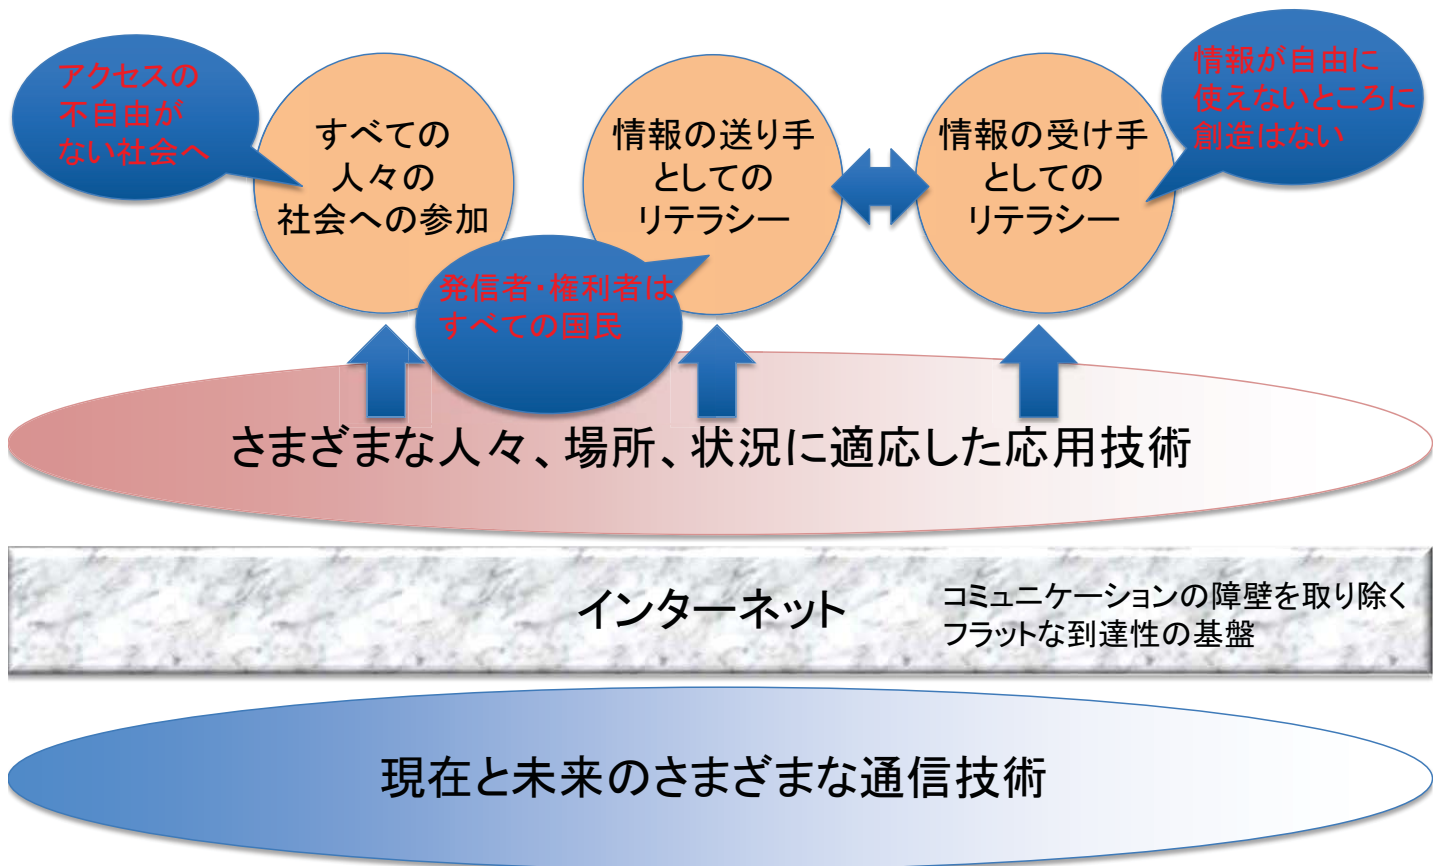 アクセスの
不自由が
ない社会へ
すべての
人々の
社会への参加
情報の送り手
としての
リテラシー
情報の受け手
としての
リテラシー
情報が自由に
使えないところに
創造はない
発信者・権利者は
すべての国民
さまざまな人々、場所、状況に適応した応用技術
インターネット
コミュニケーションの障壁を取り除く
フラットな到達性の基盤
現在と未来のさまざまな通信技術